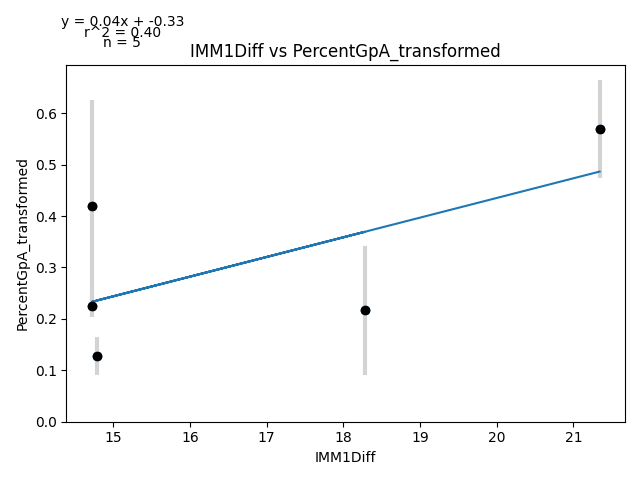 y = 0.04x + -0.33
r^2 = 0.40
n = 5
IMM1Diff vs PercentGpA_transformed
PercentGpA_transformed
0.6
0.5
0.4
0.3
0.2
0.1
0.0
15 16 17 18 19 20 21
IMM1Diff